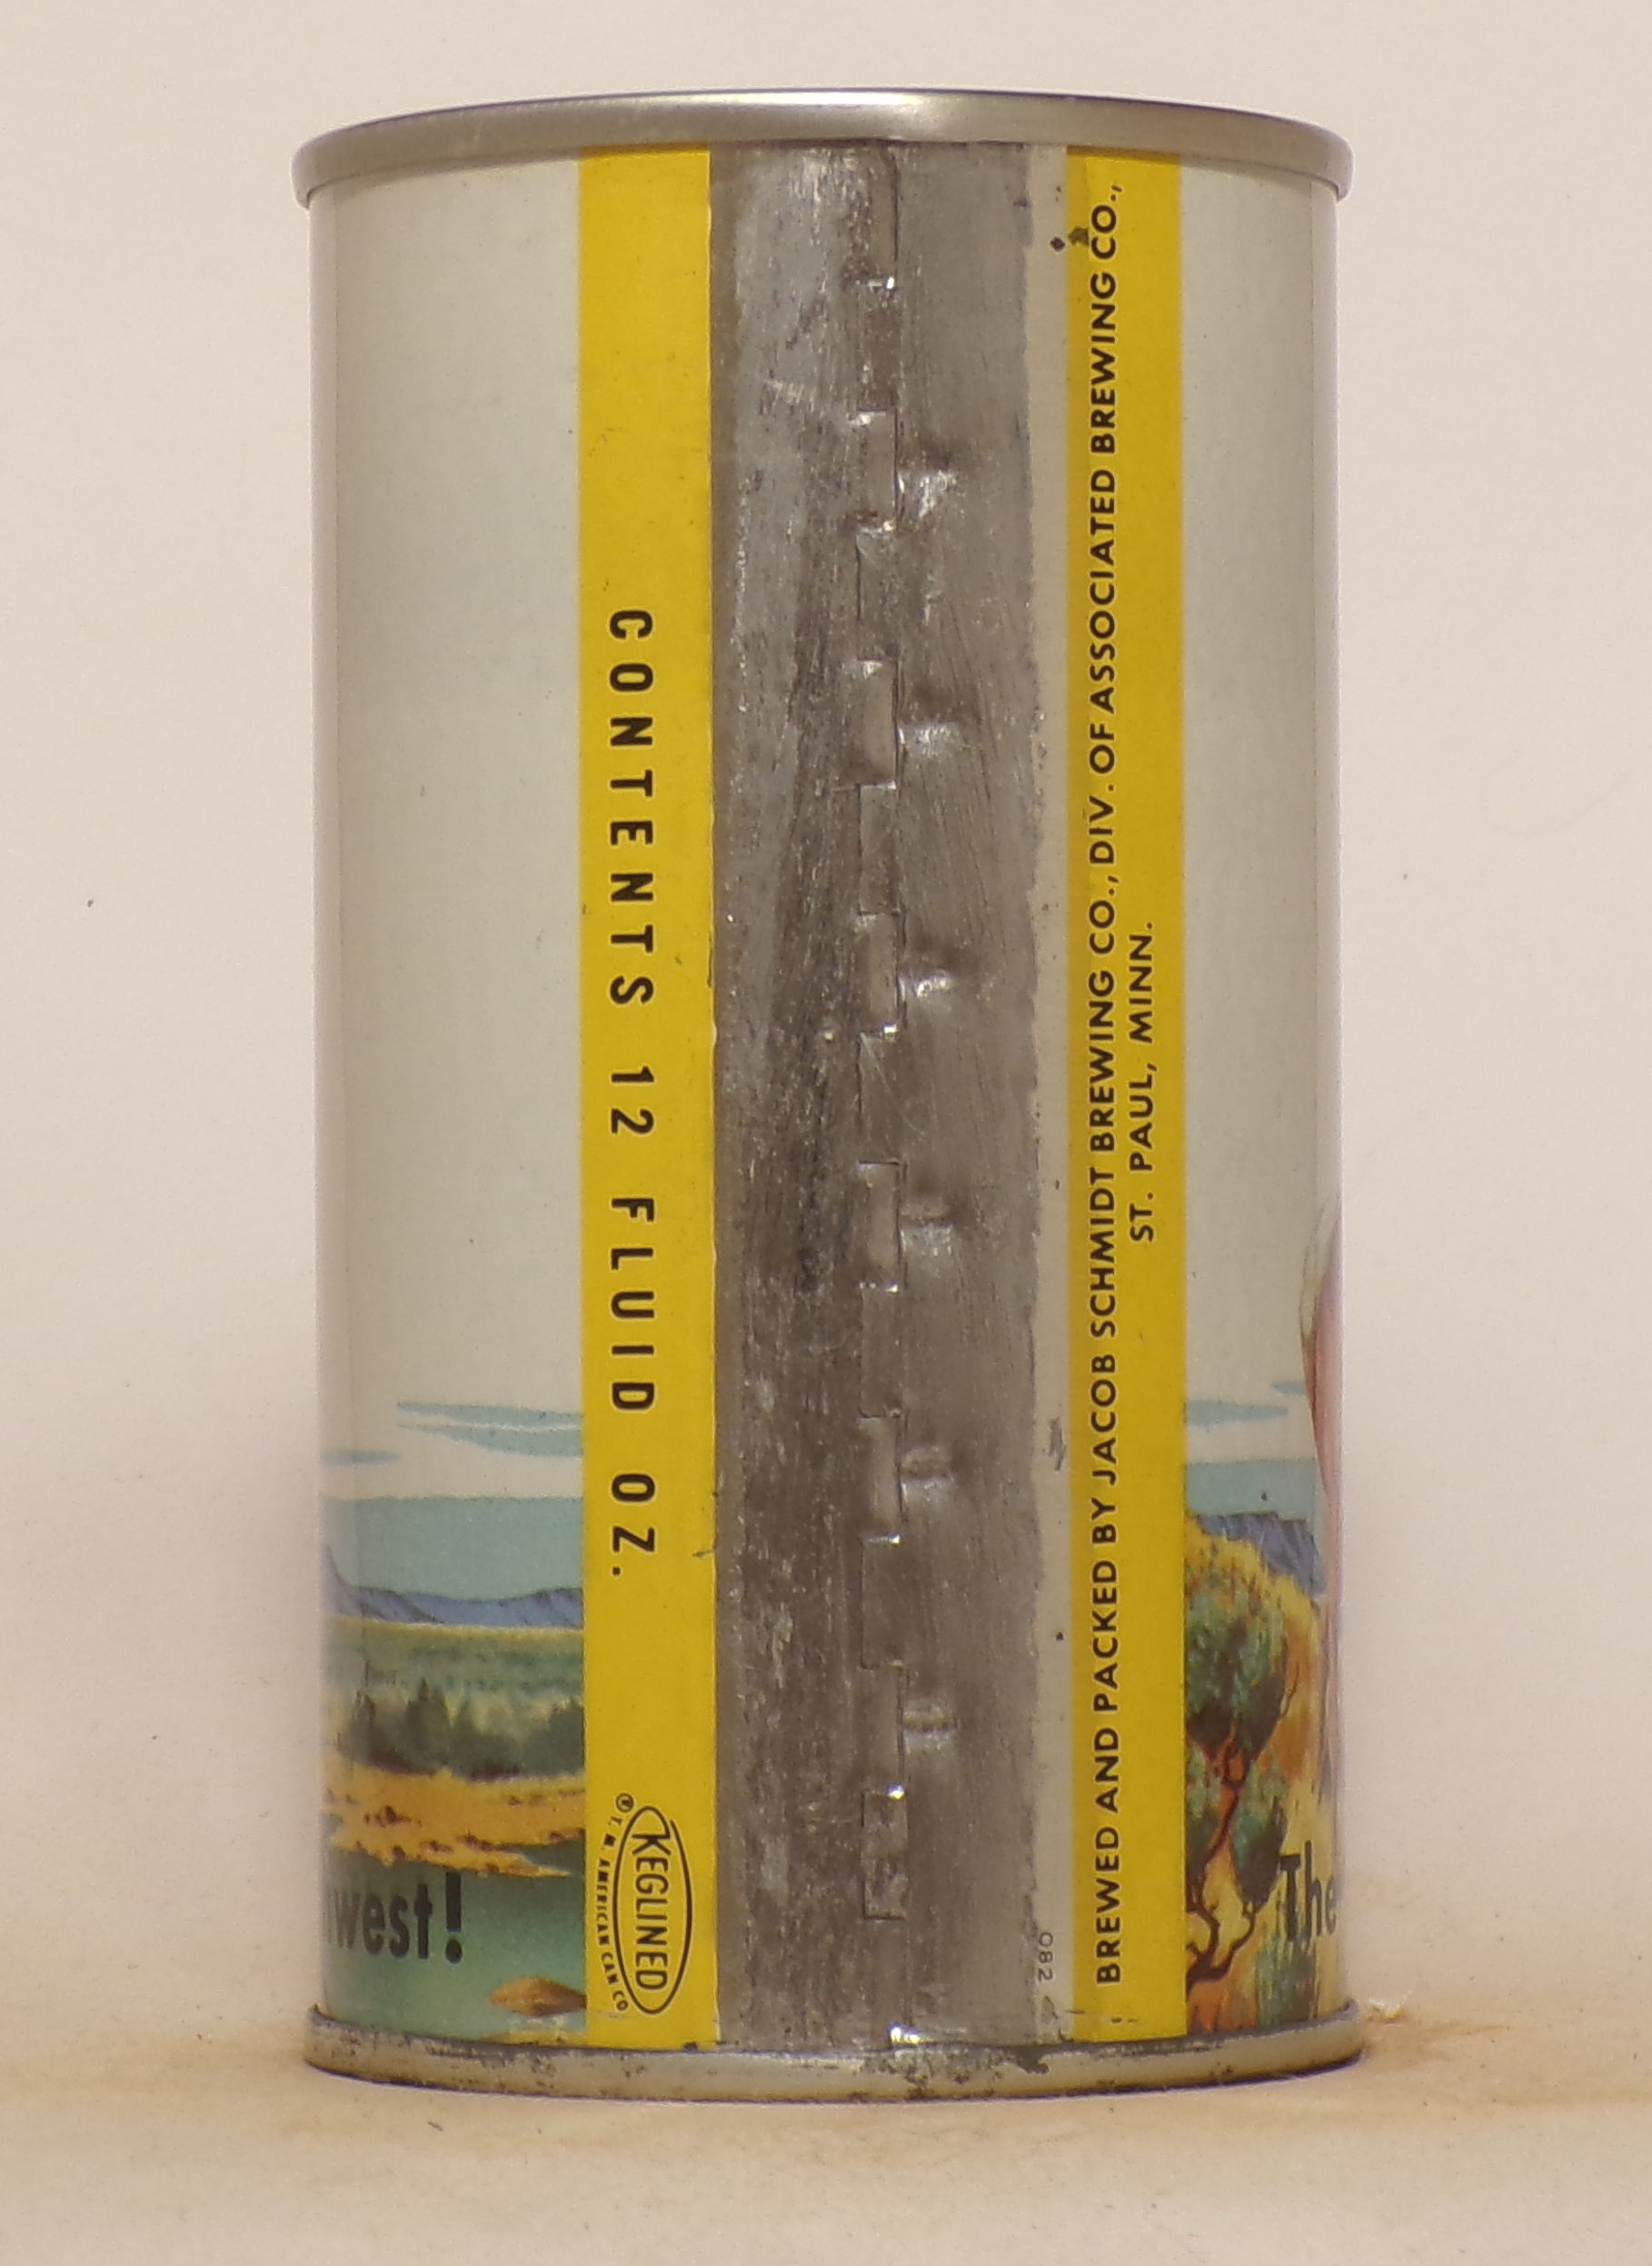 CONTENTS 12 FLUID OZ.
KEGLINED
® T. M. AMERICAN CAN CO
082
BREWED AND PACKED BY JACOB SCHMIDT BREWING CO., DIV. OF ASSOCIATED BREWING CO.,
ST. PAUL, MINN.
west!
The